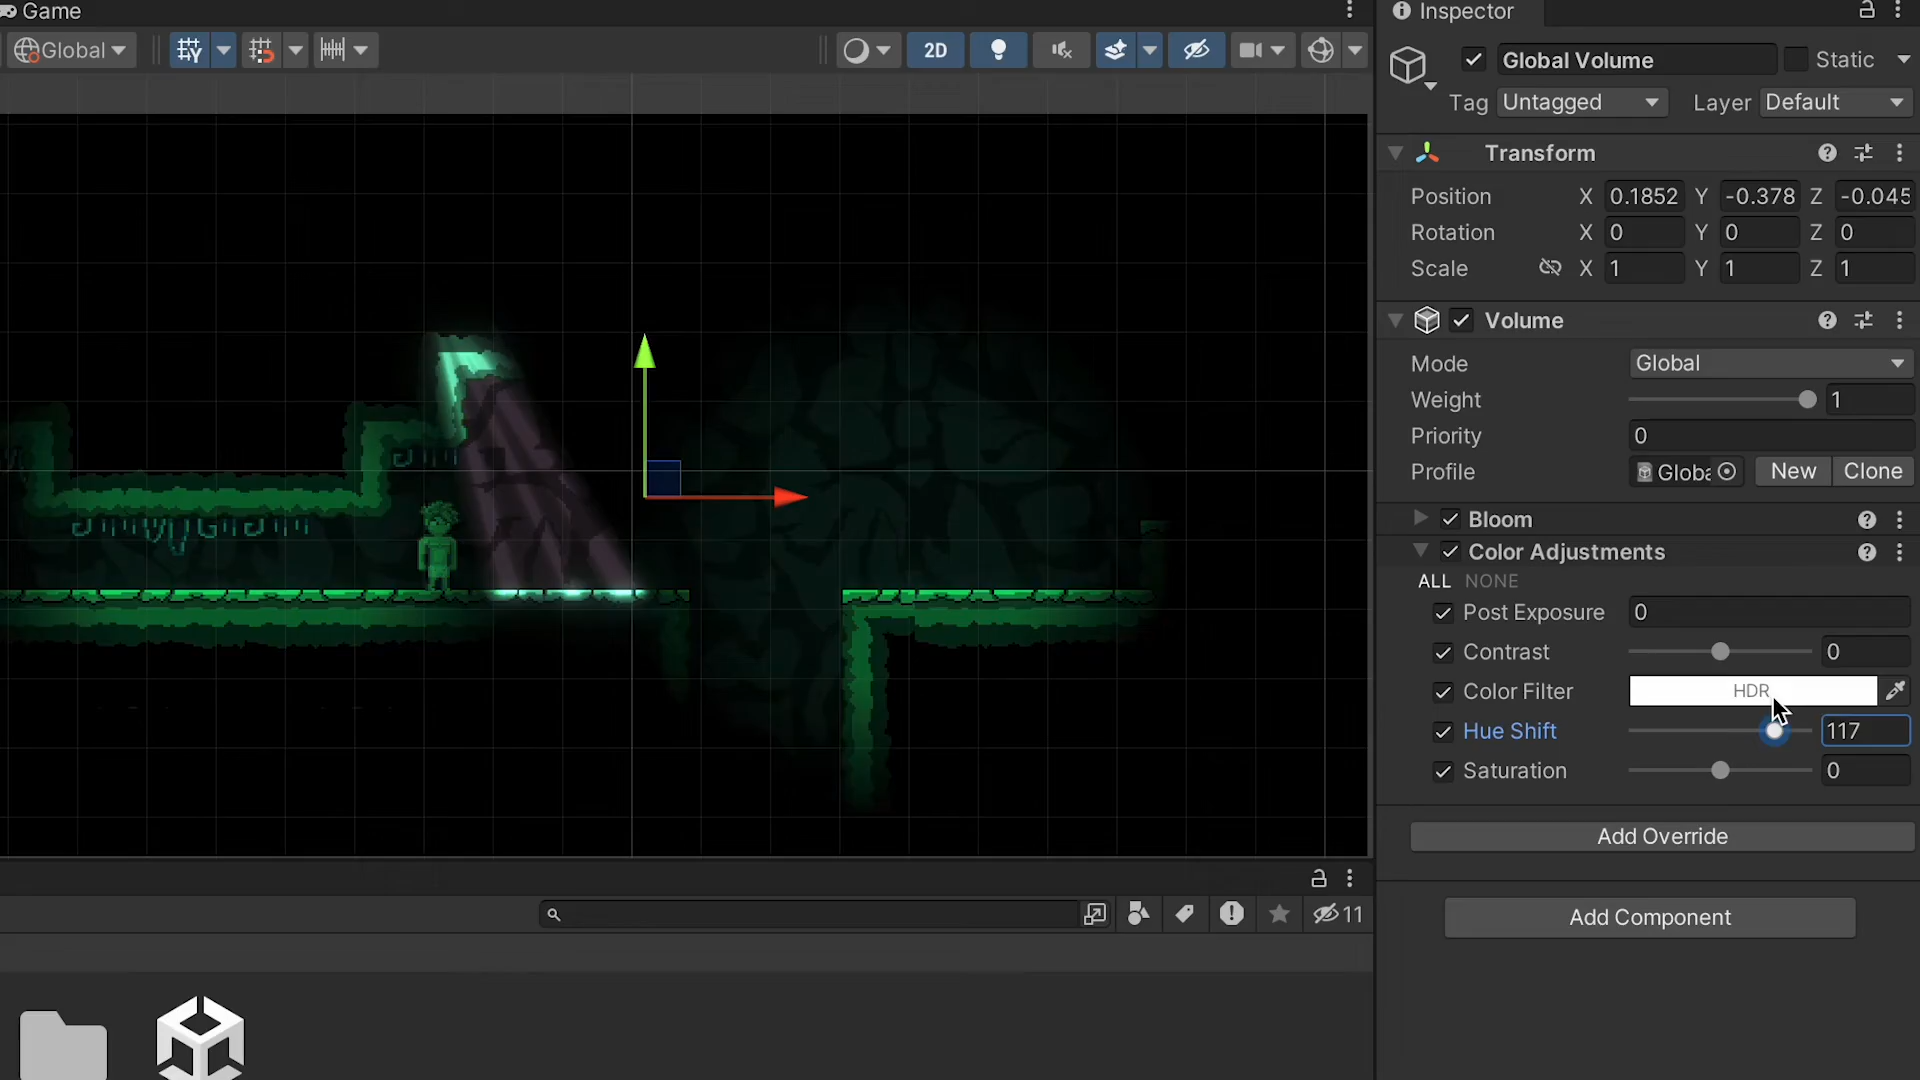 Game
Inspector
Global
2D
Global Volume
Static
Tag Untagged Layer Default
Transform
Position X 0.1852 Y -0.378 Z -0.045
Rotation X 0 Y 0 Z 0
Scale X 1 Y 1 Z 1
Volume
Mode Global
Weight 1
Priority 0
Profile Globa New Clone
Bloom
Color Adjustments
ALL NONE
Post Exposure 0
Contrast 0
Color Filter HDR
Hue Shift 117
Saturation 0
Add Override
11
Add Component